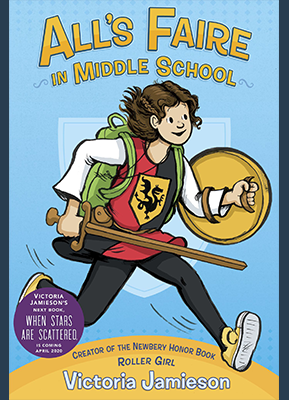 ALL'S FAIRE
IN MIDDLE SCHOOL
VICTORIA
JAMIESON'S
NEXT BOOK,
WHEN STARS
ARE SCATTERED,
IS COMING
APRIL 2020
CREATOR OF THE NEWBERY HONOR BOOK
ROLLER GIRL
Victoria Jamieson